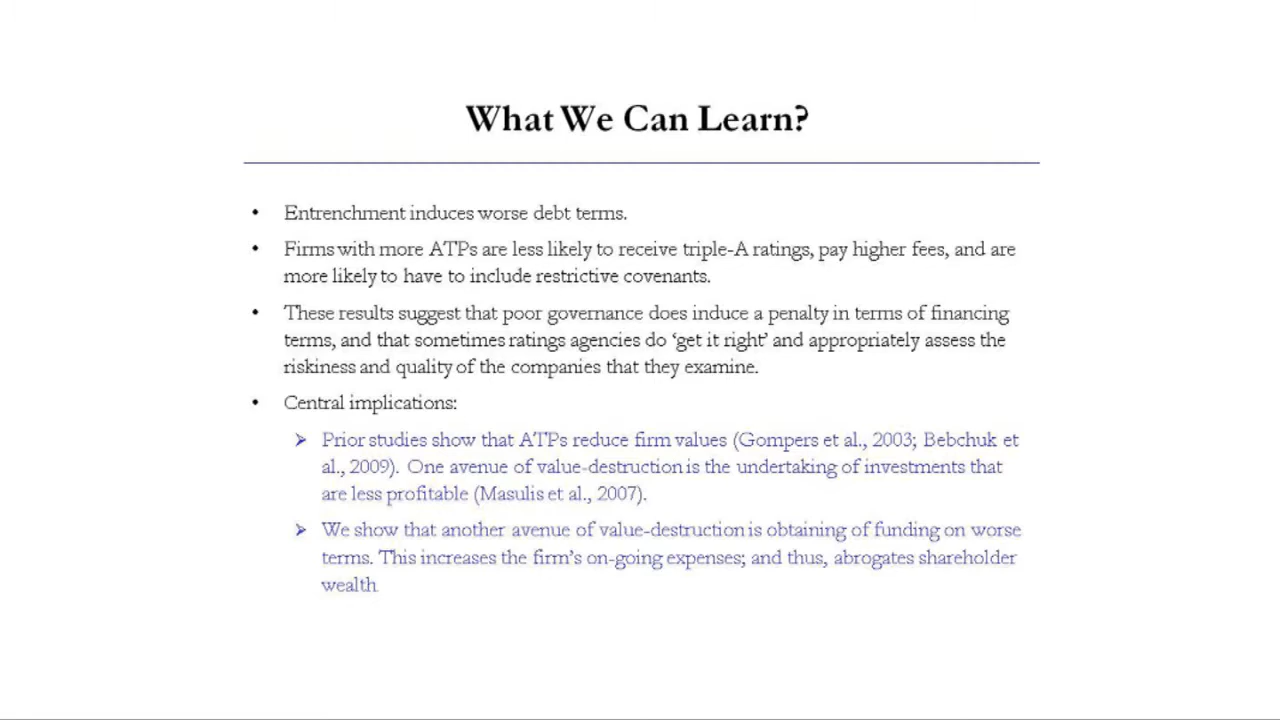 What We Can Learn?
• Entrenchment induces worse debt terms.
• Firms with more ATPs are less likely to receive triple-A ratings, pay higher fees, and are
more likely to have to include restrictive covenants.
• These results suggest that poor governance does induce a penalty in terms of financing
terms, and that sometimes ratings agencies do ‘get it right’ and appropriately assess the
riskiness and quality of the companies that they examine.
• Central implications:
➢ Prior studies show that ATPs reduce firm values (Gompers et al., 2003; Bebchuk et
al., 2009). One avenue of value-destruction is the undertaking of investments that
are less profitable (Masulis et al., 2007).
➢ We show that another avenue of value-destruction is obtaining of funding on worse
terms. This increases the firm’s on-going expenses; and thus, abrogates shareholder
wealth